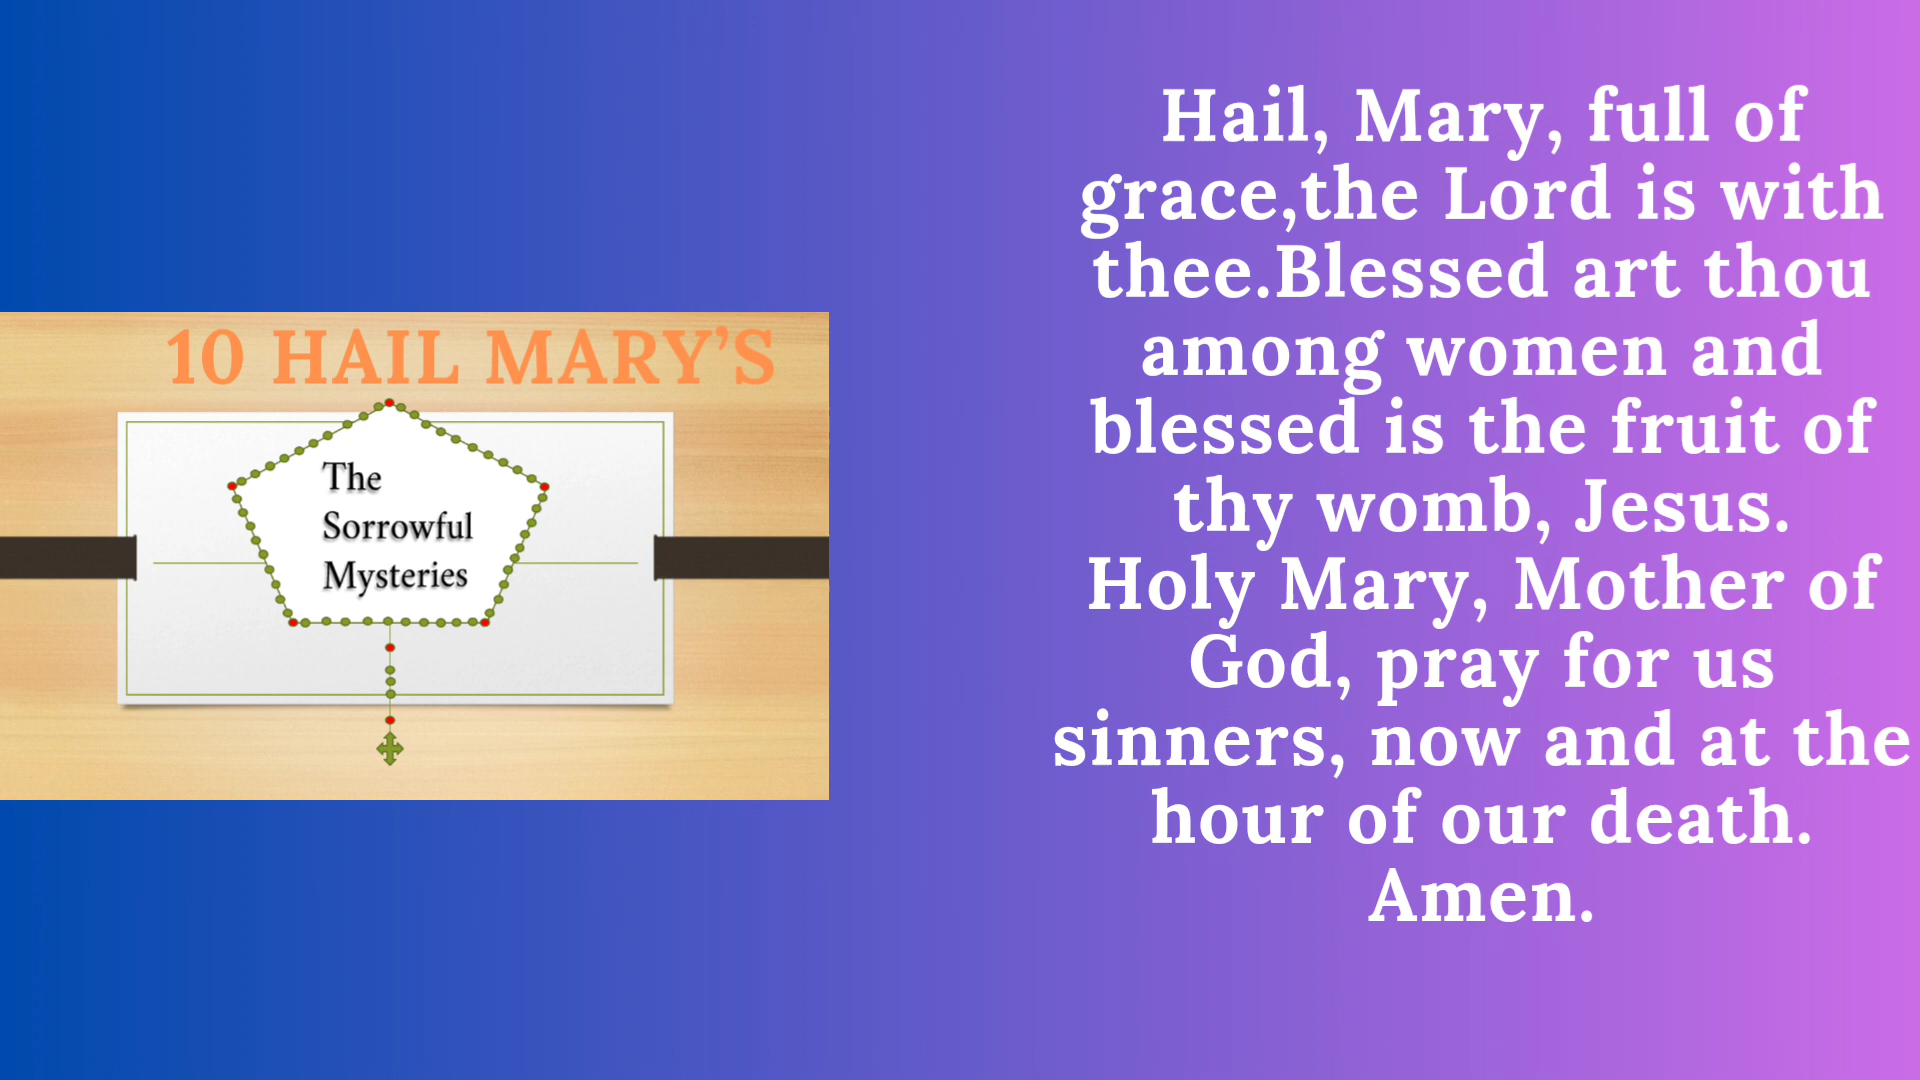 10 HAIL MARY’S
The
Sorrowful
Mysteries
Hail, Mary, full of
grace,the Lord is with
thee.Blessed art thou
among women and
blessed is the fruit of
thy womb, Jesus.
Holy Mary, Mother of
God, pray for us
sinners, now and at the
hour of our death.
Amen.